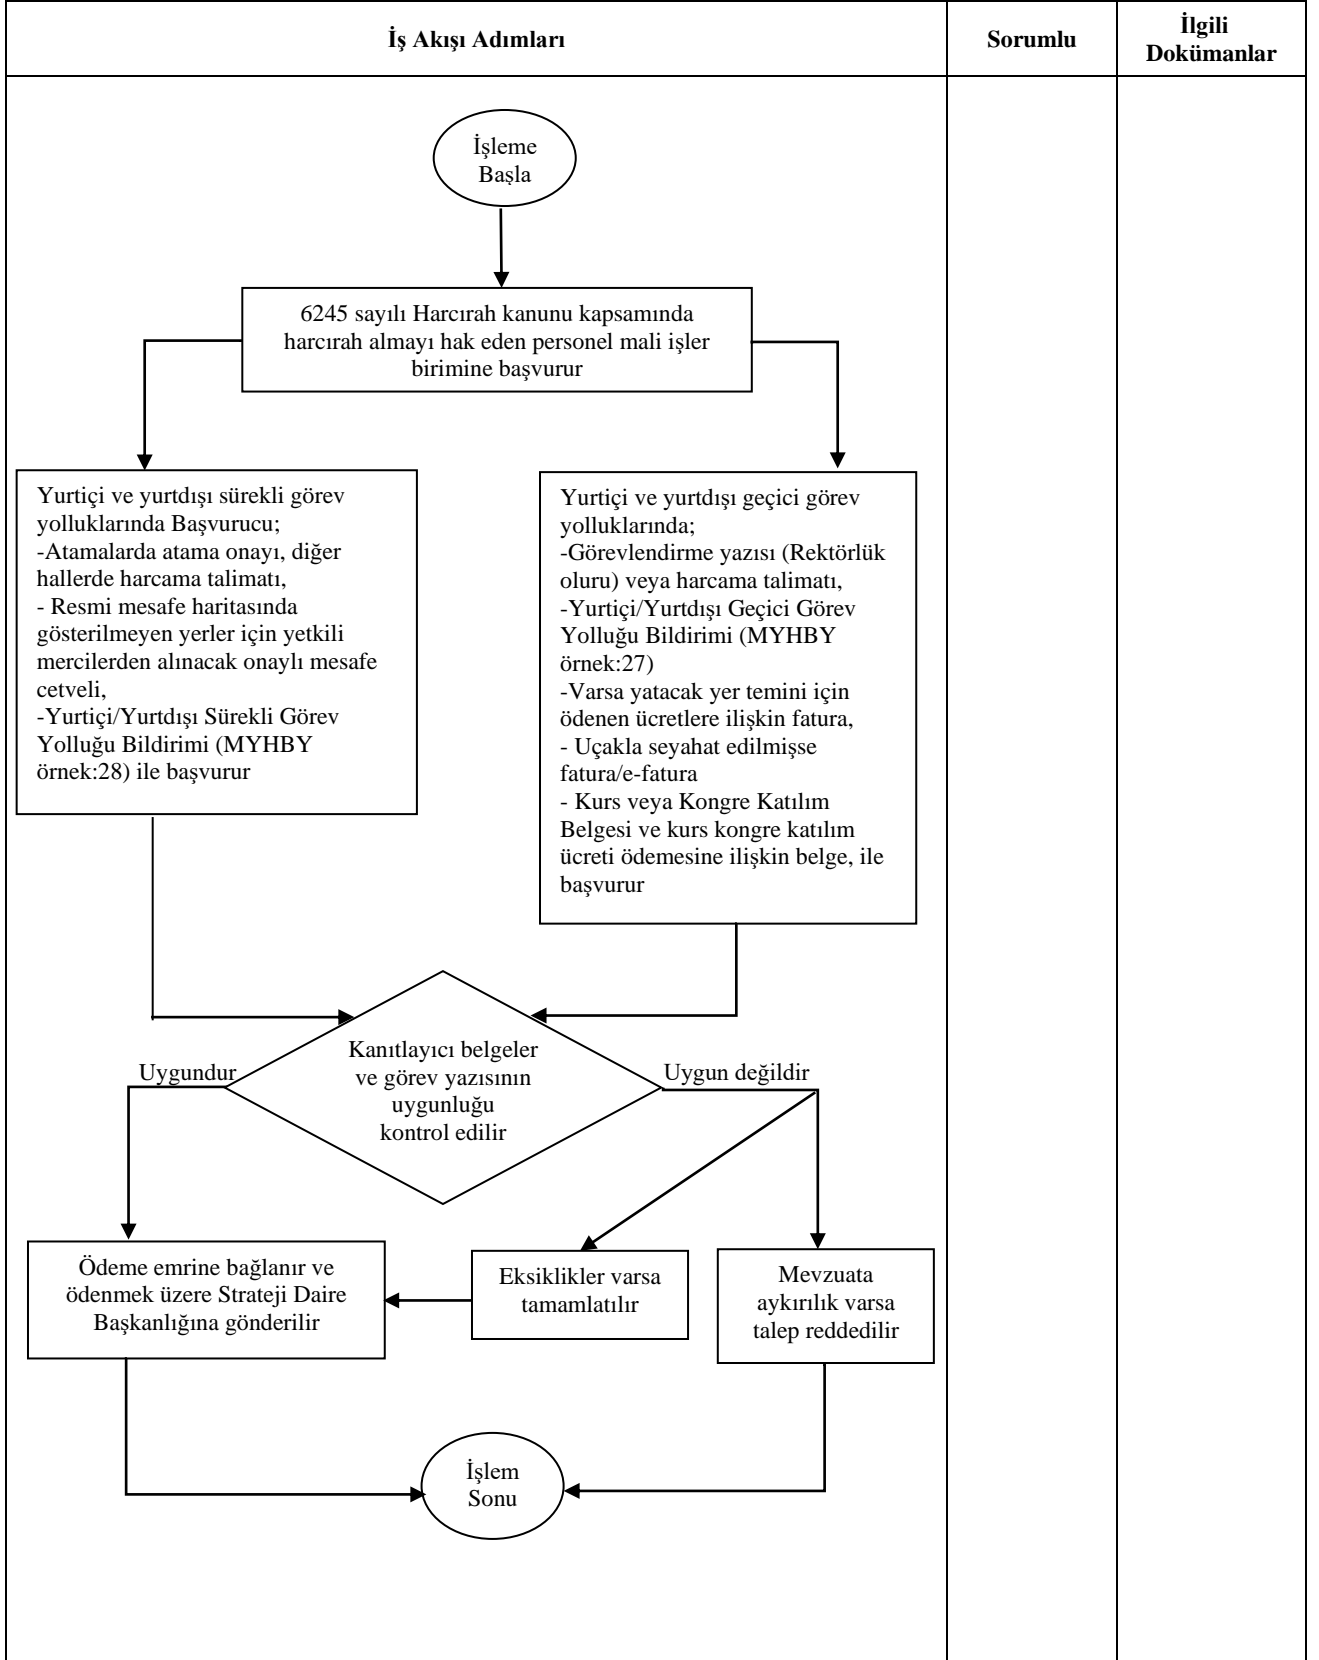 İş Akışı Adımları
Sorumlu
İlgili
Dokümanlar
İşleme
Başla
6245 sayılı Harcırah kanunu kapsamında
harcırah almayı hak eden personel mali işler
birimine başvurur
Yurtiçi ve yurtdışı sürekli görev
yolluklarında Başvurucu;
-Atamalarda atama onayı, diğer
hallerde harcama talimatı,
- Resmi mesafe haritasında
gösterilmeyen yerler için yetkili
mercilerden alınacak onaylı mesafe
cetveli,
-Yurtiçi/Yurtdışı Sürekli Görev
Yolluğu Bildirimi (MYHBY
örnek:28) ile başvurur
Yurtiçi ve yurtdışı geçici görev
yolluklarında;
-Görevlendirme yazısı (Rektörlük
oluru) veya harcama talimatı,
-Yurtiçi/Yurtdışı Geçici Görev
Yolluğu Bildirimi (MYHBY
örnek:27)
-Varsa yatacak yer temini için
ödenen ücretlere ilişkin fatura,
- Uçakla seyahat edilmişse
fatura/e-fatura
- Kurs veya Kongre Katılım
Belgesi ve kurs kongre katılım
ücreti ödemesine ilişkin belge, ile
başvurur
Kanıtlayıcı belgeler
ve görev yazısının
uygunluğu
kontrol edilir
Uygundur
Uygun değildir
Ödeme emrine bağlanır ve
ödenmek üzere Strateji Daire
Başkanlığına gönderilir
Eksiklikler varsa
tamamlatılır
Mevzuata
aykırılık varsa
talep reddedilir
İşlem
Sonu